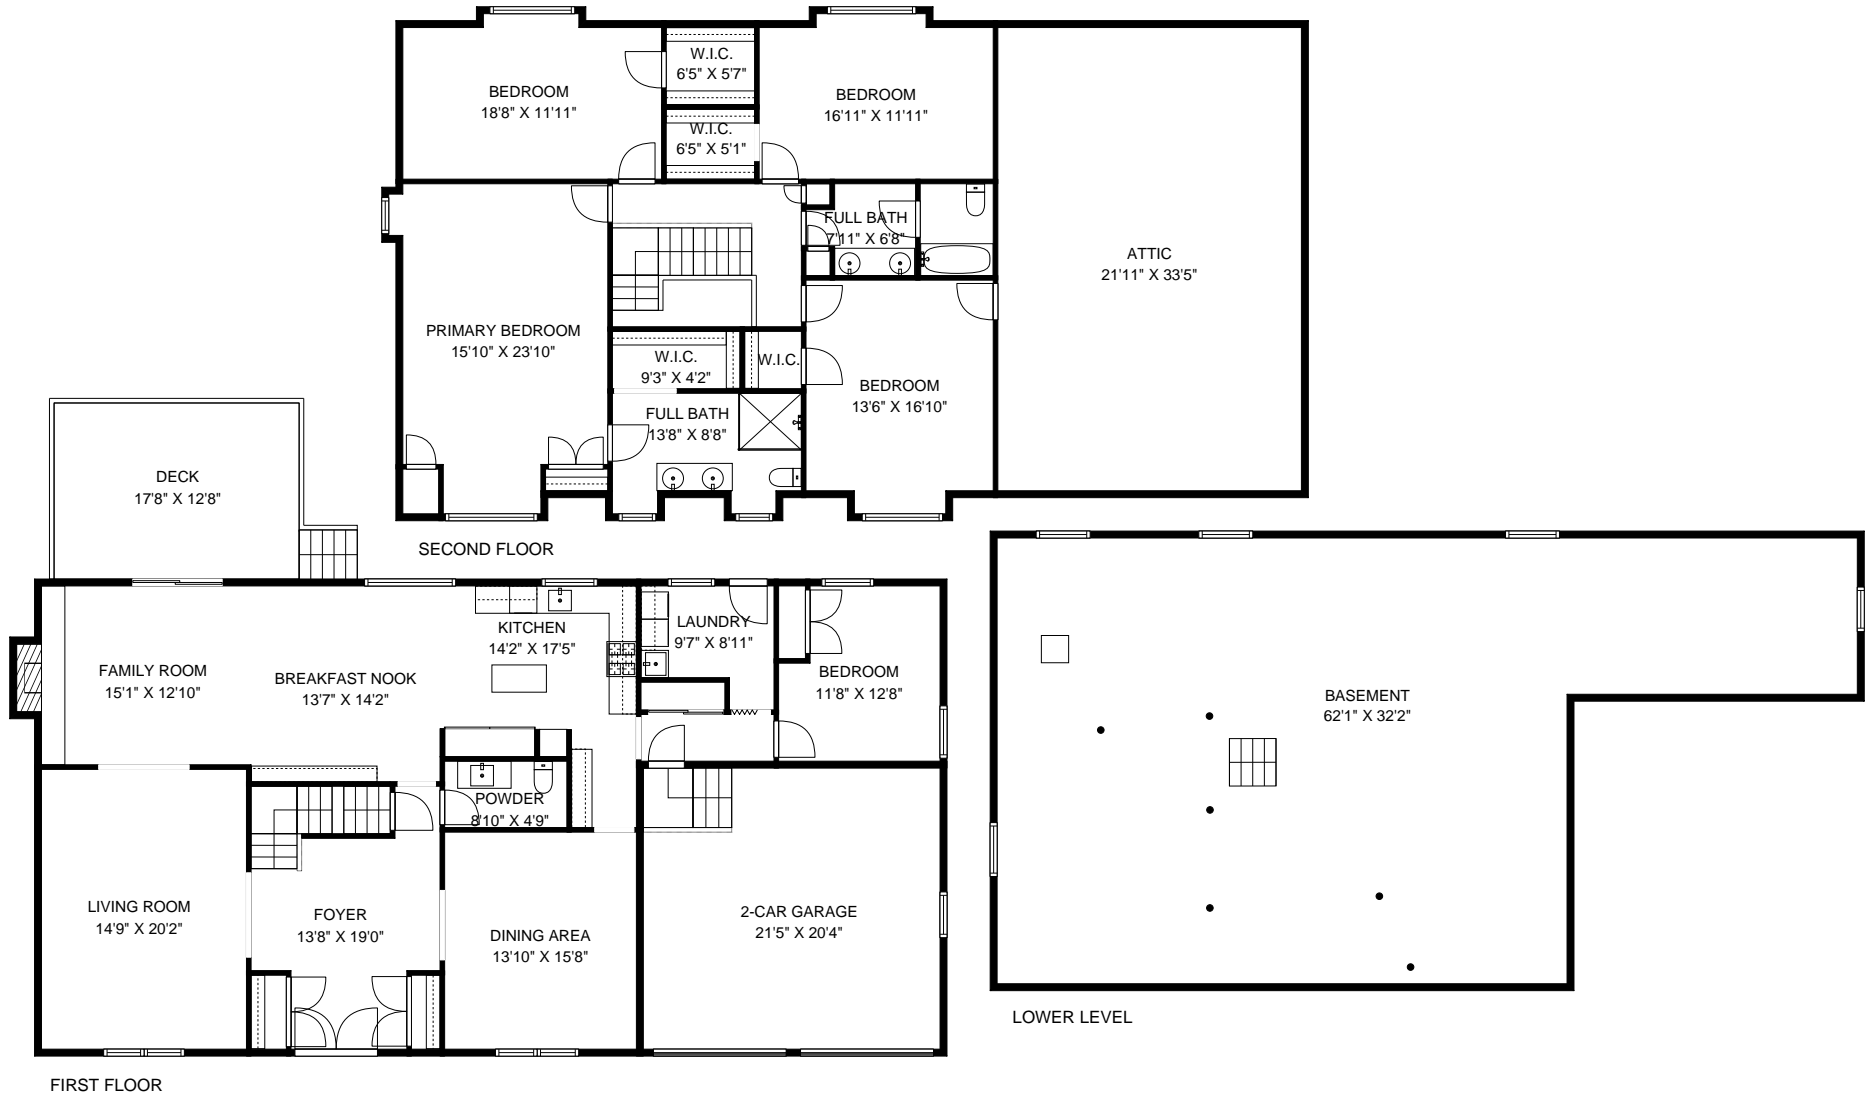 BEDROOM
18'8" X 11'11"
W.I.C.
6'5" X 5'7"
W.I.C.
6'5" X 5'1"
BEDROOM
16'11" X 11'11"
FULL BATH
7'11" X 6'8"
ATTIC
21'11" X 33'5"
PRIMARY BEDROOM
15'10" X 23'10"
W.I.C.
9'3" X 4'2"
W.I.C.
BEDROOM
13'6" X 16'10"
FULL BATH
13'8" X 8'8"
SECOND FLOOR
DECK
17'8" X 12'8"
KITCHEN
14'2" X 17'5"
LAUNDRY
9'7" X 8'11"
FAMILY ROOM
15'1" X 12'10"
BREAKFAST NOOK
13'7" X 14'2"
BEDROOM
11'8" X 12'8"
POWDER
8'10" X 4'9"
LIVING ROOM
14'9" X 20'2"
FOYER
13'8" X 19'0"
DINING AREA
13'10" X 15'8"
2-CAR GARAGE
21'5" X 20'4"
FIRST FLOOR
BASEMENT
62'1" X 32'2"
LOWER LEVEL